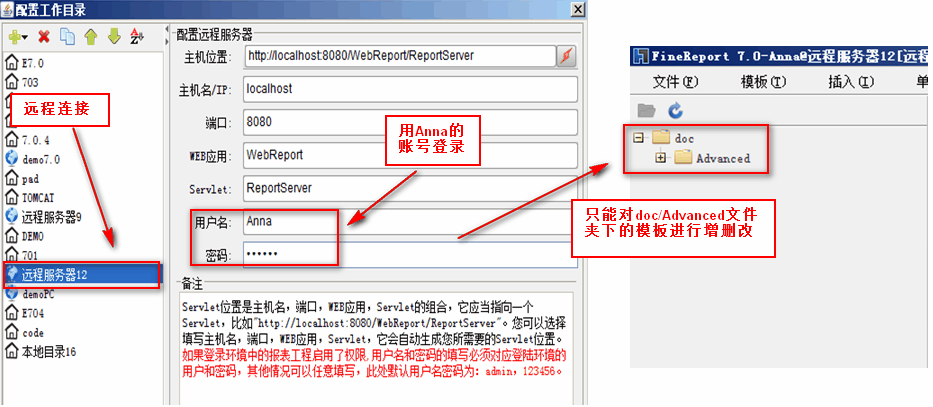 配置工作目录
E7.0
703
远程连接
7.0.4
demo7.0
pad
TOMCAT
远程服务器9
DEMO
701
远程服务器12
demoPC
E704
code
本地目录16
配置远程服务器
主机位置: http://localhost:8080/WebReport/ReportServer
主机名/IP: localhost
端口: 8080
WEB应用: WebReport
Servlet: ReportServer
用户名: Anna
密码: ••••••
用Anna的
账号登录
备注
Servlet位置是主机名，端口，WEB应用，Servlet的组合，它应当指向一个
Servlet，比如"http://localhost:8080/WebReport/ReportServer"。您可以选择
填写主机名，端口，WEB应用，Servlet，它会自动生成您所需要的Servlet位置。
如果登录环境中的报表工程启用了权限,用户名和密码的填写必须对应登陆环境的
用户和密码，其他情况可以任意填写，此处默认用户名密码为: admin，123456。
FineReport 7.0-Anna@远程服务器12[远程
文件(F) 模板(T) 插入(I) 单
doc
Advanced
只能对doc/Advanced文件
夹下的模板进行增删改